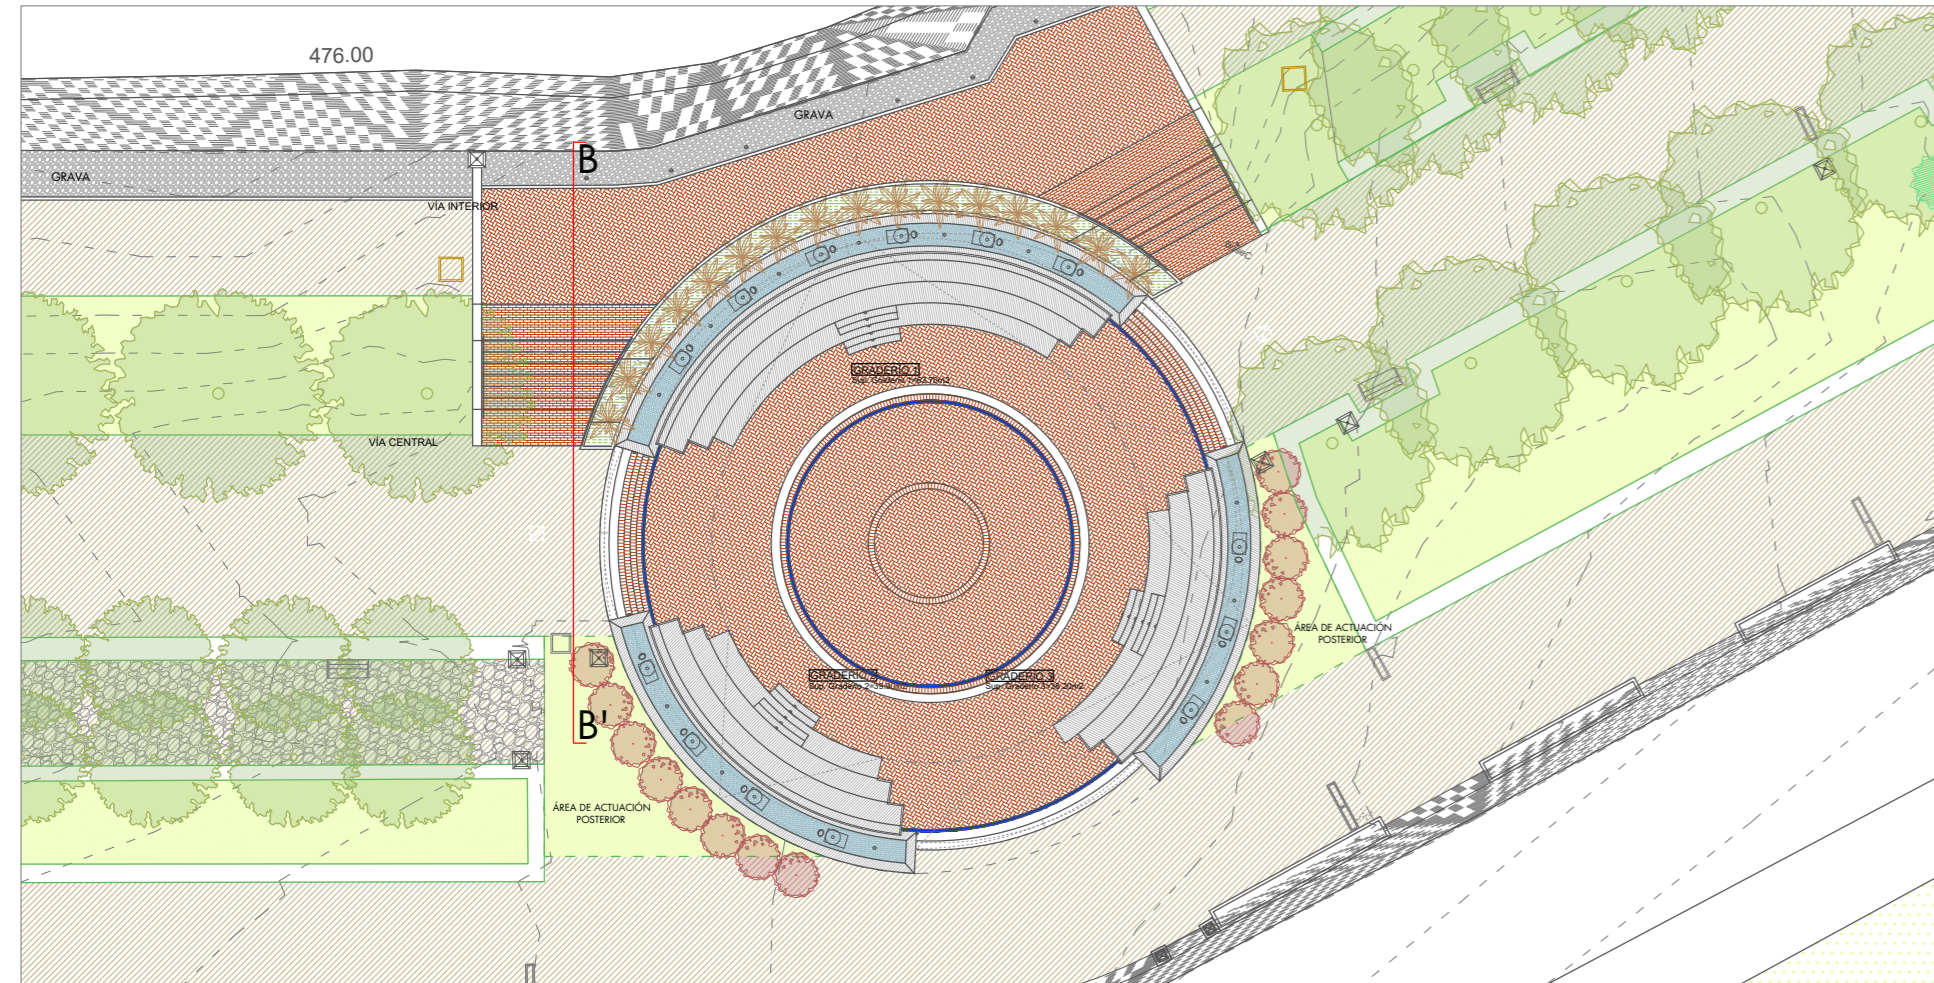 476.00
GRAVA
B
GRAVA
VÍA INTERIOR
GRADERÍO 1
VÍA CENTRAL
ÁREA DE ACTUACIÓN
POSTERIOR
GRADERÍO 2
GRADERÍO 3
B'
ÁREA DE ACTUACIÓN
POSTERIOR